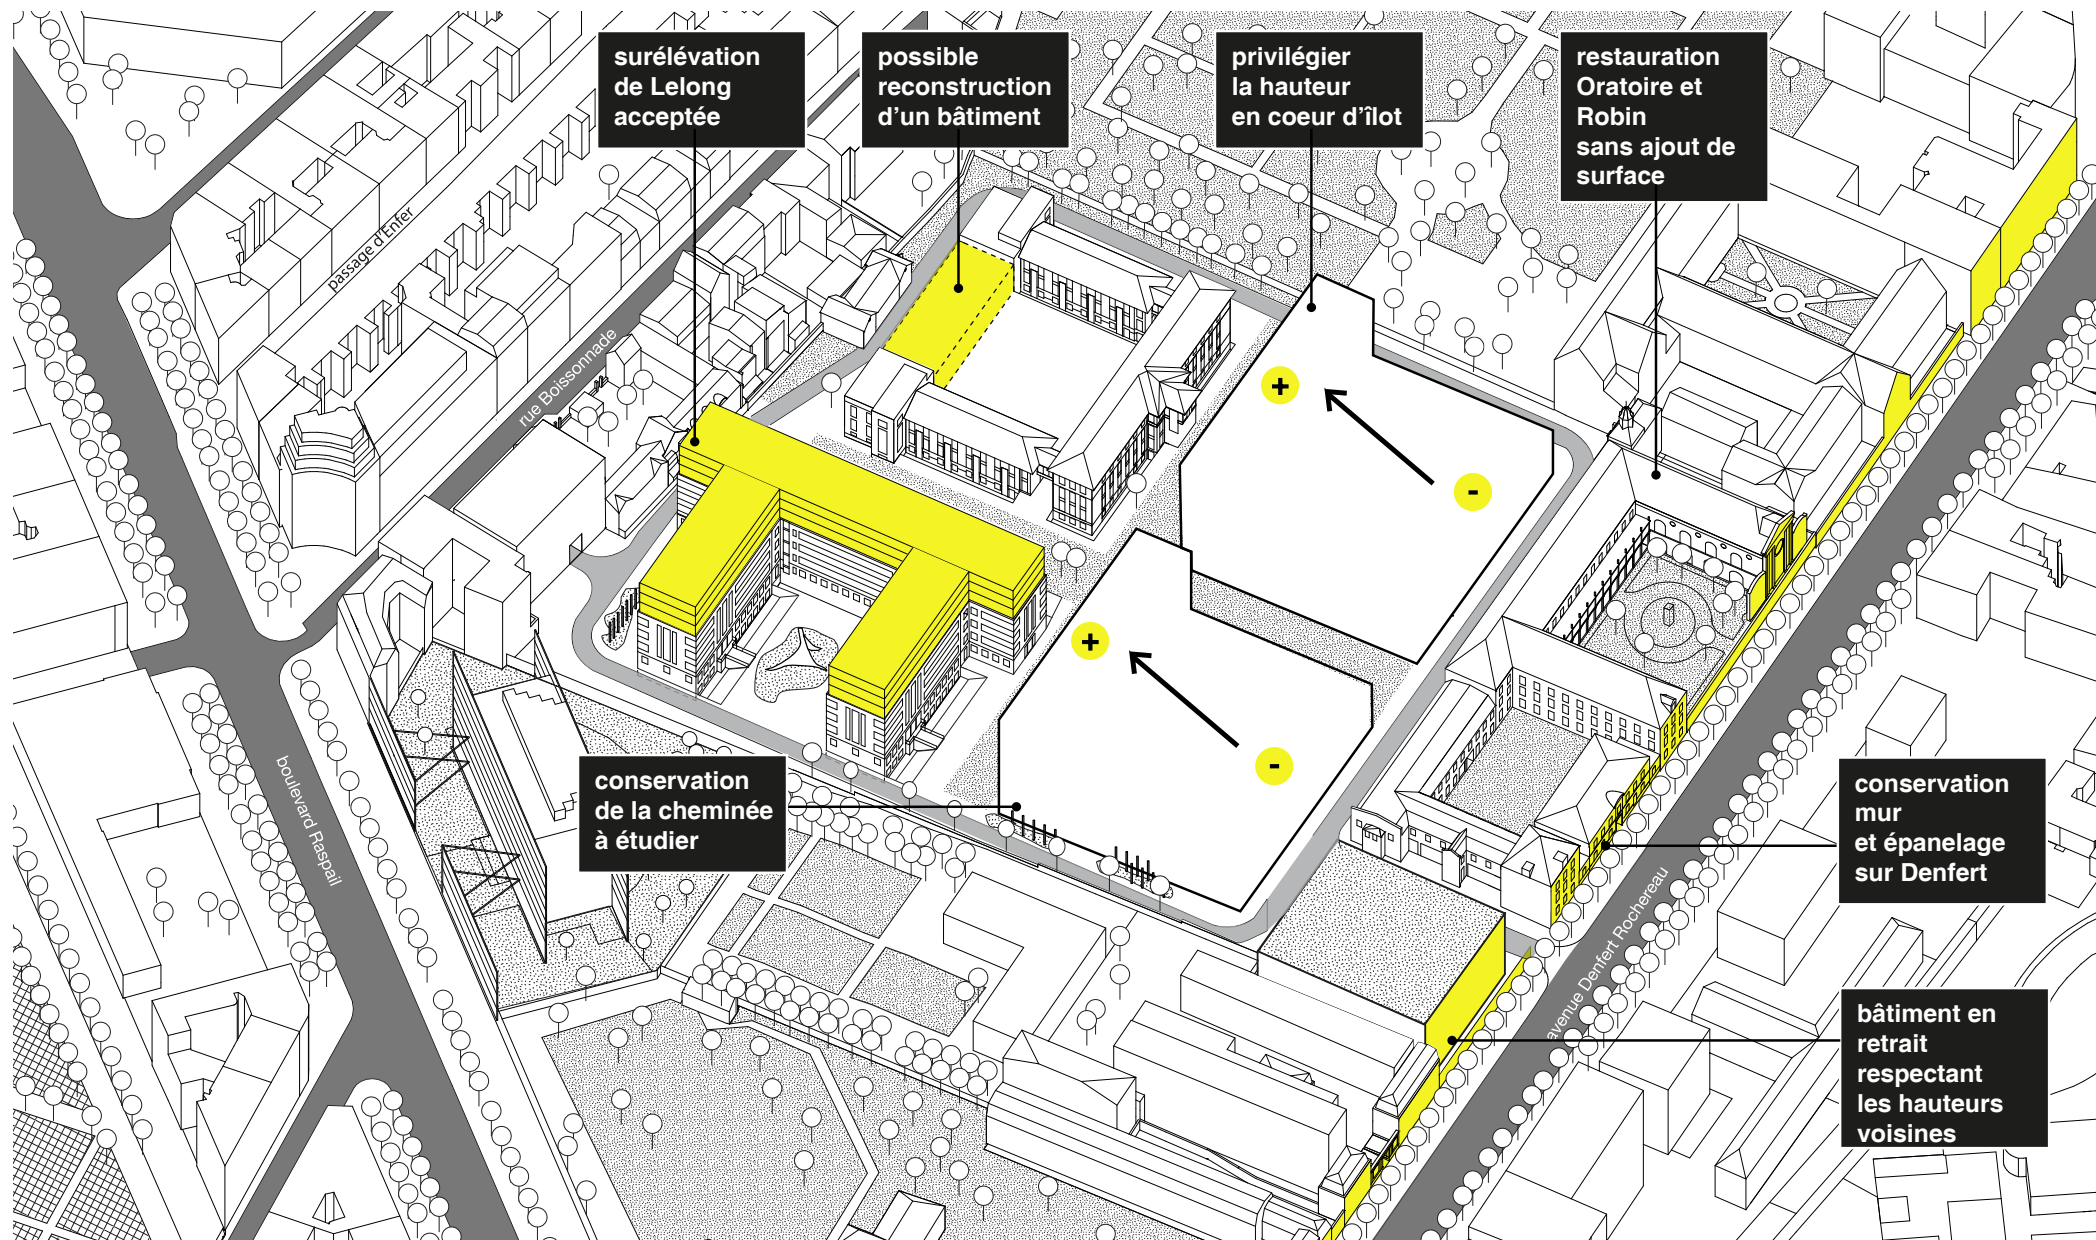 surélévation
de Lelong
acceptée
possible
reconstruction
d'un bâtiment
privilégier
la hauteur
en coeur d'îlot
restauration
Oratoire et
Robin
sans ajout de
surface
passage d'Enfer
rue Boissonnade
+
-
+
-
boulevard Raspail
conservation
de la cheminée
à étudier
conservation
mur
et épanelage
sur Denfert
avenue Denfert Rochereau
bâtiment en
retrait
respectant
les hauteurs
voisines